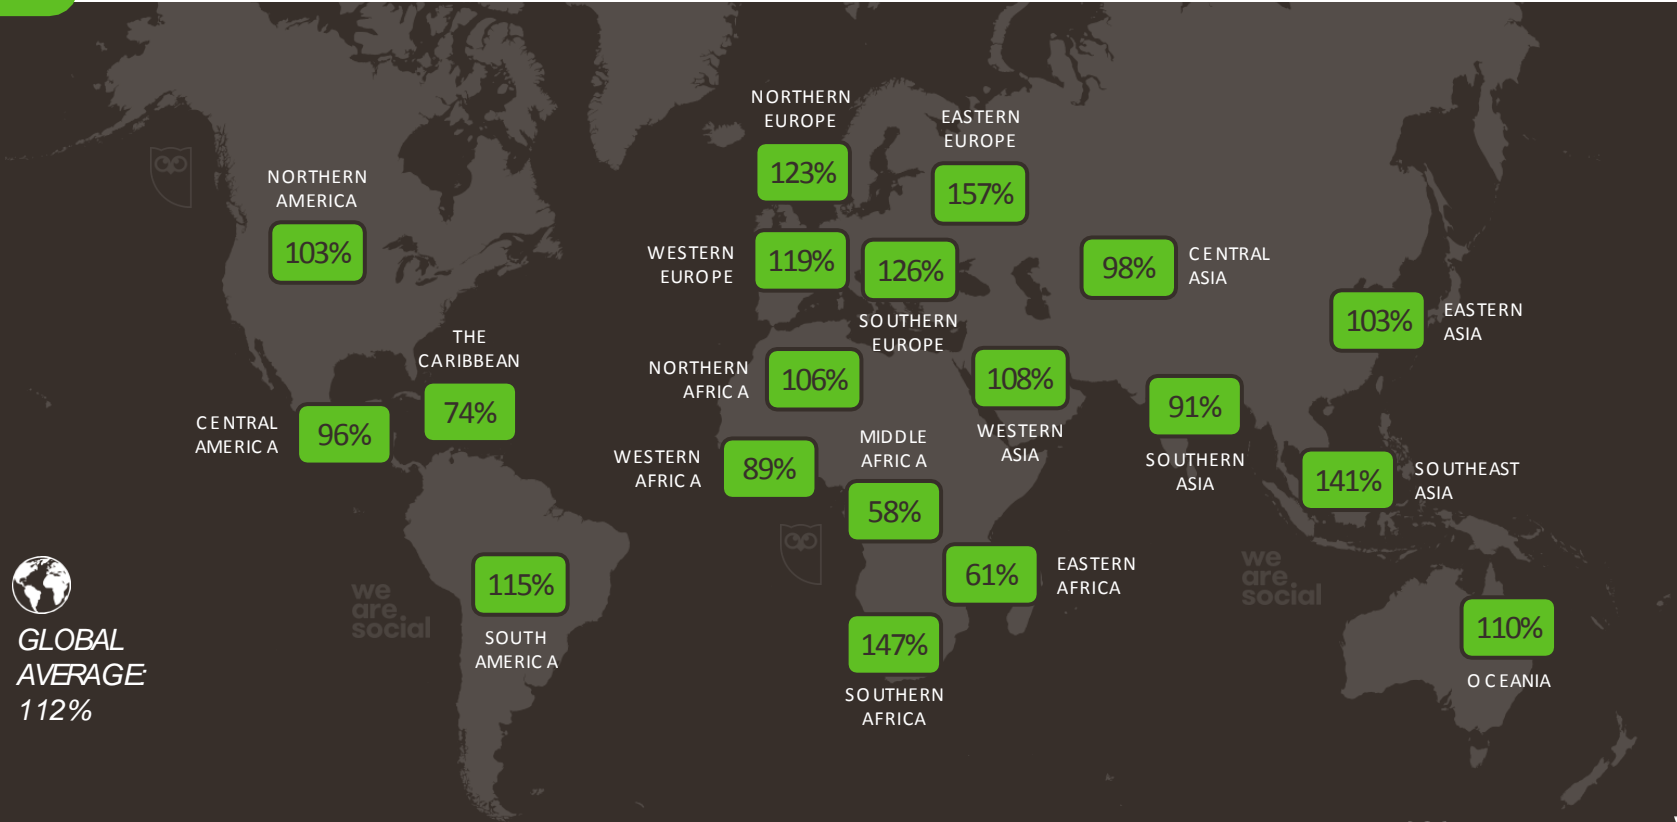 NORTHERN
EUROPE
123%
EASTERN
EUROPE
157%
NORTHERN
AMERICA
103%
WESTERN
EUROPE
119%
126%
SOUTHERN
EUROPE
98%
CENTRAL
ASIA
103%
EASTERN
ASIA
THE
CARIBBEAN
74%
NORTHERN
AFRICA
106%
108%
WESTERN
ASIA
91%
SOUTHERN
ASIA
CENTRAL
AMERICA
96%
WESTERN
AFRICA
89%
MIDDLE
AFRICA
58%
141%
SOUTHEAST
ASIA
61%
EASTERN
AFRICA
115%
SOUTH
AMERICA
147%
SOUTHERN
AFRICA
110%
OCEANIA
we
are
social
we
are
social
GLOBAL
AVERAGE:
112%